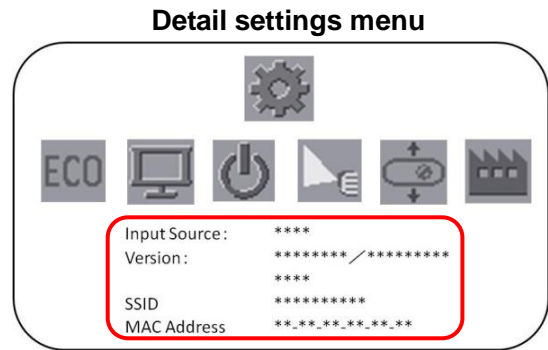 Detail settings menu
ECO
Input Source : ****
Version : ********／*********
****
SSID **********
MAC Address **-**-**-**-**-**